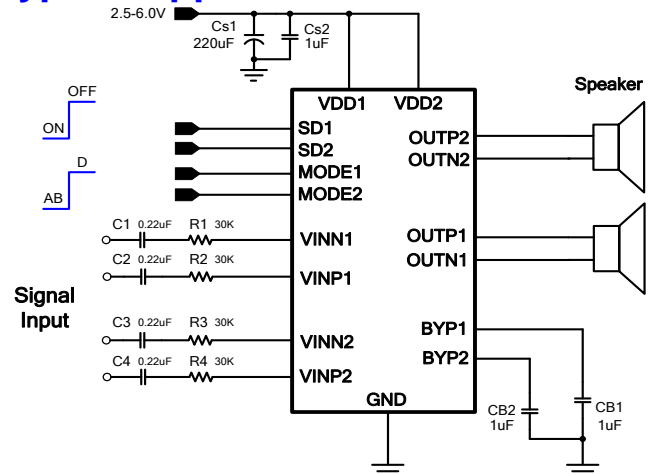 2.5-6.0V
Cs1
220uF
Cs2
1uF
OFF
ON
D
AB
VDD1
VDD2
SD1
SD2
MODE1
MODE2
OUTP2
OUTN2
Speaker
C1 0.22uF R1 30K
VINN1
C2 0.22uF R2 30K
VINP1
OUTP1
OUTN1
Signal
Input
C3 0.22uF R3 30K
VINN2
C4 0.22uF R4 30K
VINP2
BYP1
BYP2
GND
CB2
1uF
CB1
1uF